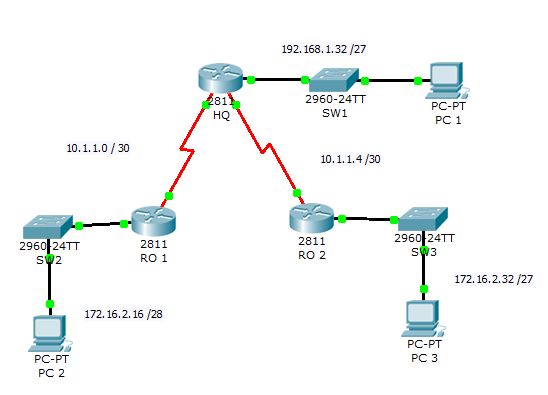 192.168.1.32 /27
2811
HQ
2960-24TT
SW1
PC-PT
PC 1
10.1.1.0 / 30
10.1.1.4 / 30
2960-24TT
SW2
2811
RO 1
2811
RO 2
2960-24TT
SW3
172.16.2.16 /28
172.16.2.32 /27
PC-PT
PC 2
PC-PT
PC 3